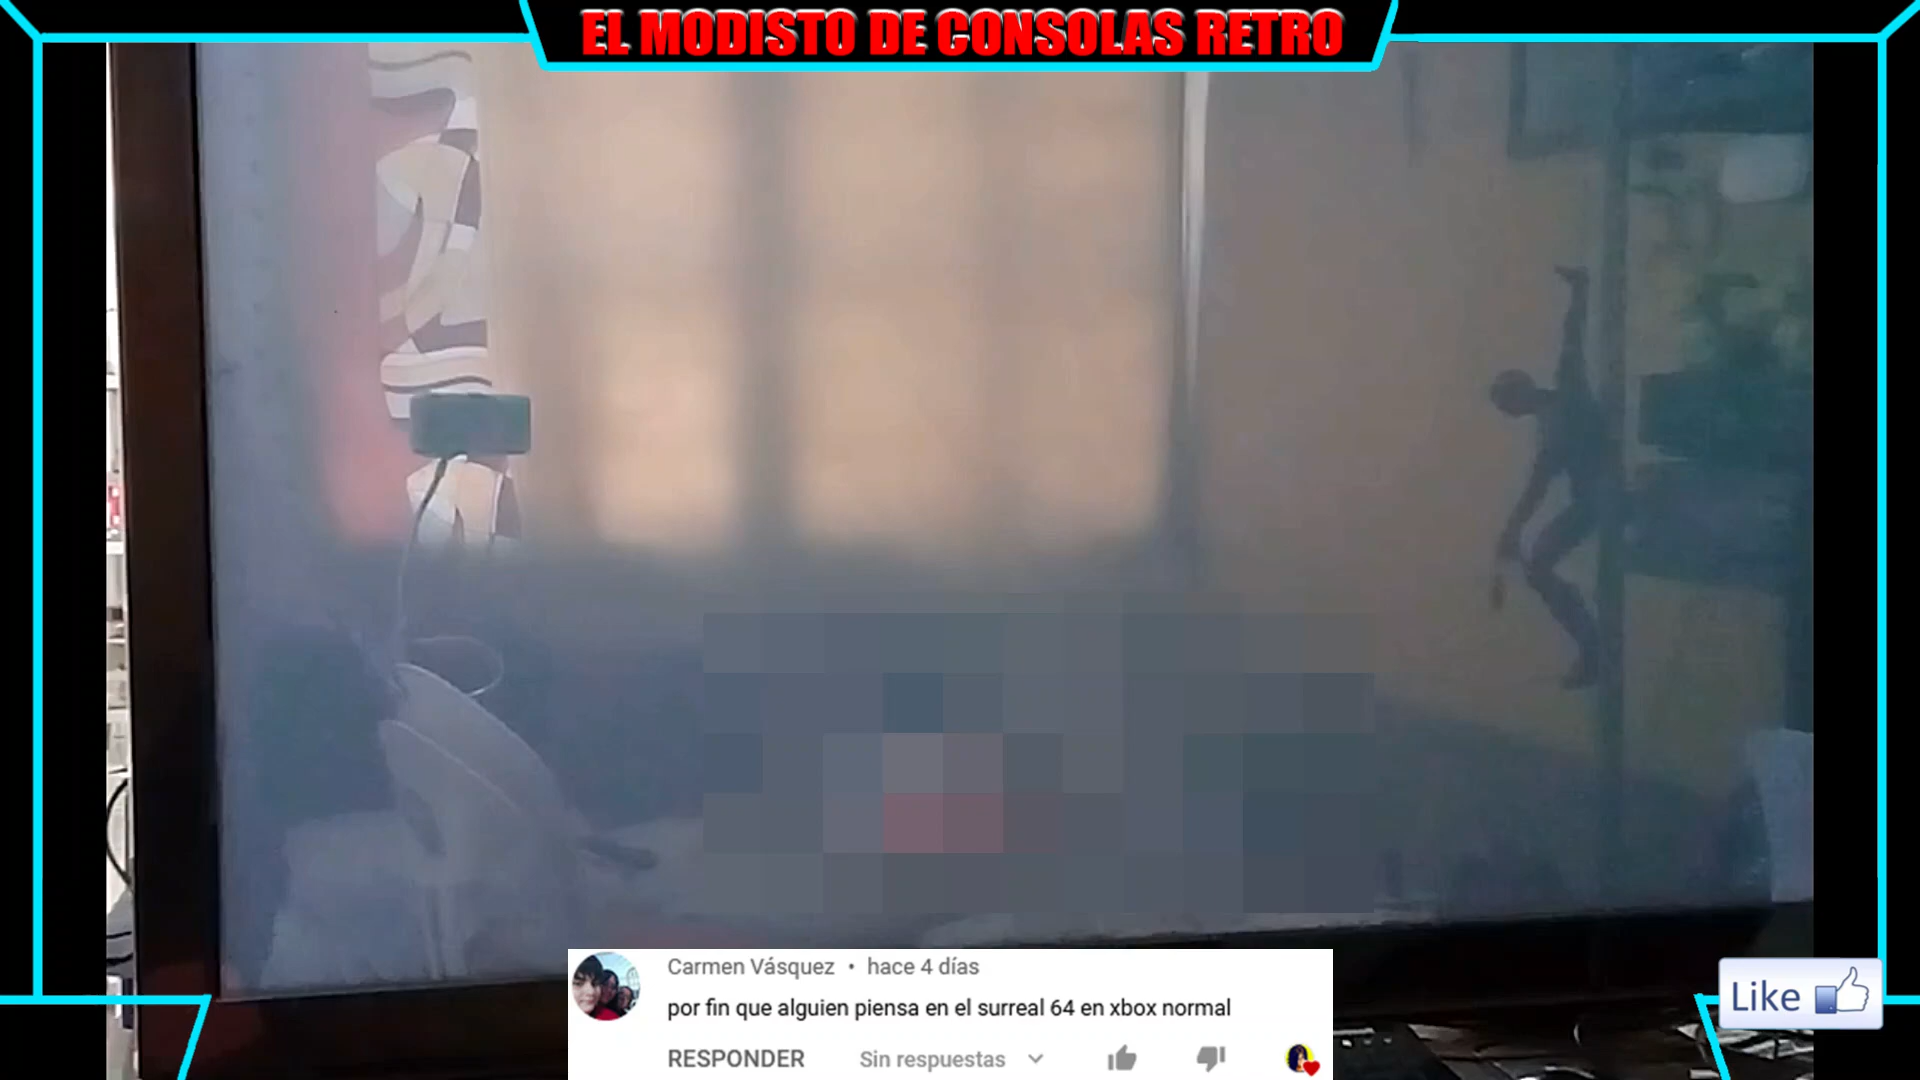 EL MODISTO DE CONSOLAS RETRO
Carmen Vásquez • hace 4 días
por fin que alguien piensa en el surreal 64 en xbox normal
RESPONDER Sin respuestas
Like